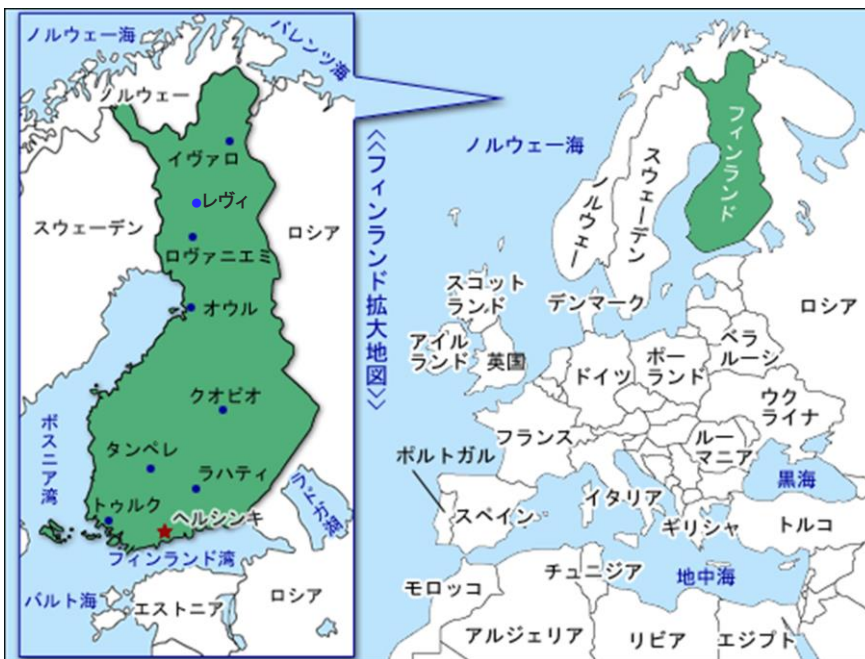 ノルウェー海
バレンツ海
ノルウェー
イヴァロ
レヴィ
スウェーデン
ロシア
ロヴァニエミ
オウル
クオピオ
ボスニア湾
タンペレ
ラハティ
トゥルク
ヘルシンキ
ラドガ湖
フィンランド湾
バルト海
エストニア
ロシア
≪フィンランド拡大地図≫
ノルウェー海
フィンランド
スウェーデン
ノルウェー
スコット
ランド
デンマーク
ロシア
アイル
ランド
英国
ベラ
ルーシ
ドイツ
ポー
ランド
ウク
ライナ
フランス
ルー
マニア
ポルトガル
黒海
スペイン
イタリア
ギリシャ
トルコ
モロッコ
チュニジア
地中海
アルジェリア
リビア
エジプト